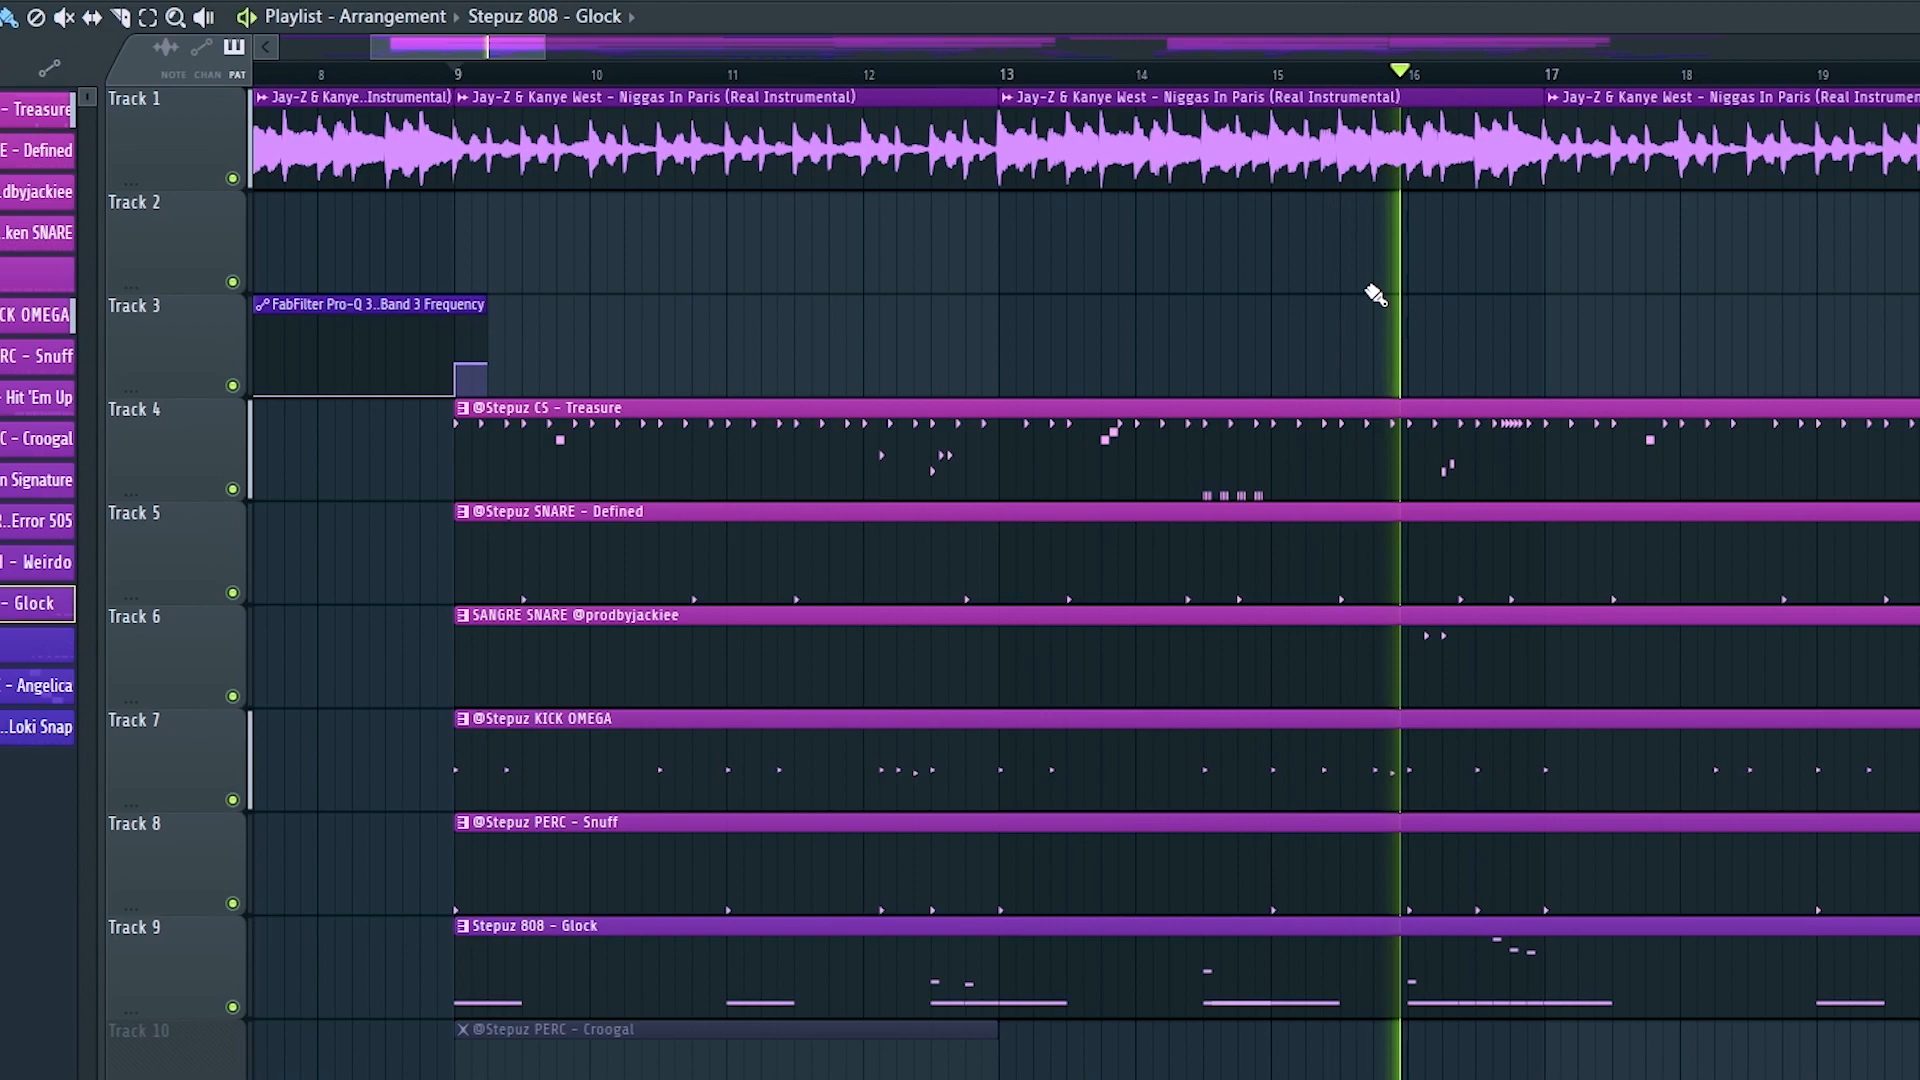 Playlist - Arrangement ▸ Stepuz 808 - Glock ▸
NOTE CHAN PAT
8 9 10 11 12 13 14 15 16 17 18 19
- Treasure
E - Defined
..dbyjackiee
..ken SNARE
CK OMEGA
RC - Snuff
- Hit 'Em Up
C - Croogal
n Signature
R..Error 505
- Weirdo
- Glock
- Angelica
..Loki Snap
Track 1
Jay-Z & Kanye..Instrumental)
Jay-Z & Kanye West - Niggas In Paris (Real Instrumental)
Jay-Z & Kanye West - Niggas In Paris (Real Instrumental)
Jay-Z & Kanye West - Niggas In Paris (Real Instrumen
Track 2
Track 3
FabFilter Pro-Q 3..Band 3 Frequency
Track 4
@Stepuz CS - Treasure
Track 5
@Stepuz SNARE - Defined
Track 6
SANGRE SNARE @prodbyjackiee
Track 7
@Stepuz KICK OMEGA
Track 8
@Stepuz PERC - Snuff
Track 9
Stepuz 808 - Glock
Track 10
@Stepuz PERC - Croogal